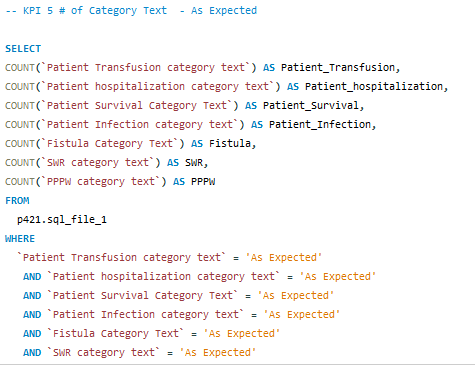 -- KPI 5 # of Category Text - As Expected
SELECT
COUNT(`Patient Transfusion category text`) AS Patient_Transfusion,
COUNT(`Patient hospitalization category text`) AS Patient_hospitalization,
COUNT(`Patient Survival Category Text`) AS Patient_Survival,
COUNT(`Patient Infection category text`) AS Patient_Infection,
COUNT(`Fistula Category Text`) AS Fistula,
COUNT(`SWR category text`) AS SWR,
COUNT(`PPPW category text`) AS PPPW
FROM
p421.sql_file_1
WHERE
`Patient Transfusion category text` = 'As Expected'
AND `Patient hospitalization category text` = 'As Expected'
AND `Patient Survival Category Text` = 'As Expected'
AND `Patient Infection category text` = 'As Expected'
AND `Fistula Category Text` = 'As Expected'
AND `SWR category text` = 'As Expected'